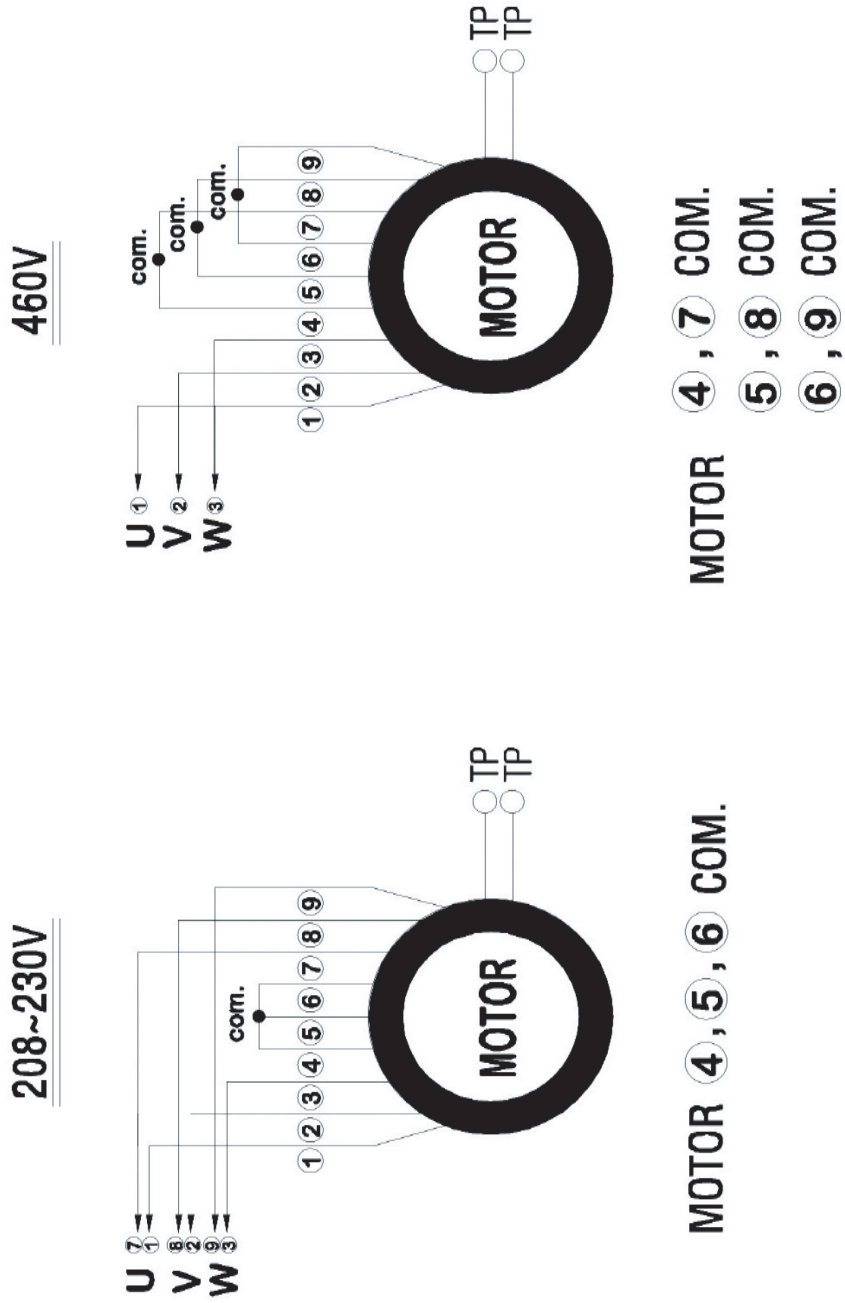 208~230V
U ⑦
①
V ⑧
②
W ⑨
③
com.
① ② ③ ④ ⑤ ⑥ ⑦ ⑧ ⑨
MOTOR
TP
TP
MOTOR ④ , ⑤ , ⑥ COM.
460V
U ①
V ②
W ③
com.
com.
com.
① ② ③ ④ ⑤ ⑥ ⑦ ⑧ ⑨
MOTOR
TP
TP
MOTOR ④ , ⑦ COM.
⑤ , ⑧ COM.
⑥ , ⑨ COM.